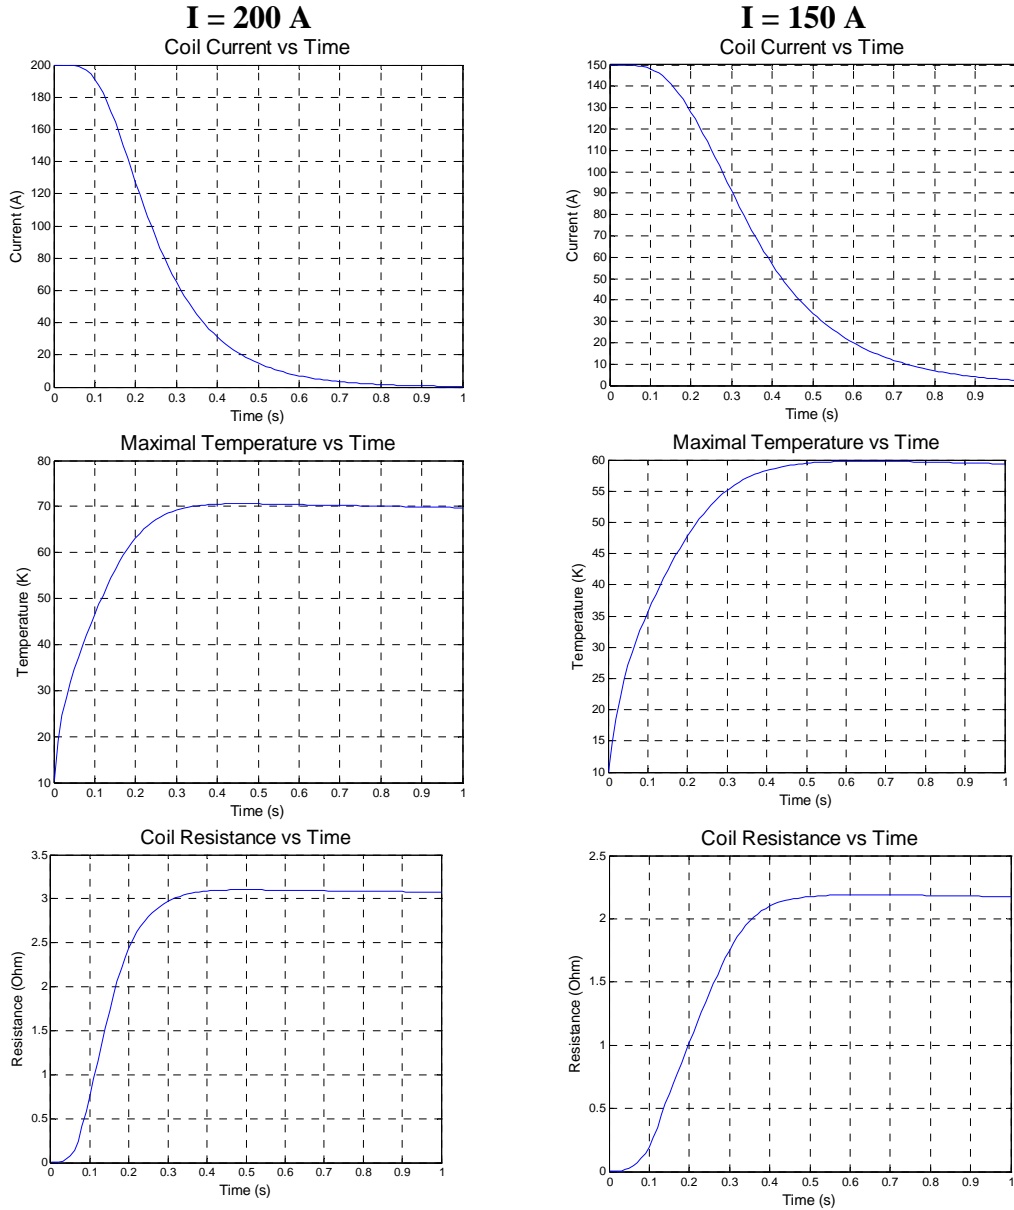 I = 200 A
Coil Current vs Time
200
180
160
140
120
100
80
60
40
20
0
Current (A)
0 0.1 0.2 0.3 0.4 0.5 0.6 0.7 0.8 0.9 1
Time (s)
Maximal Temperature vs Time
80
70
60
50
40
30
20
10
Temperature (K)
0 0.1 0.2 0.3 0.4 0.5 0.6 0.7 0.8 0.9 1
Time (s)
Coil Resistance vs Time
3.5
3
2.5
2
1.5
1
0.5
0
Resistance (Ohm)
0 0.1 0.2 0.3 0.4 0.5 0.6 0.7 0.8 0.9 1
Time (s)
I = 150 A
Coil Current vs Time
150
140
130
120
110
100
90
80
70
60
50
40
30
20
10
0
Current (A)
0 0.1 0.2 0.3 0.4 0.5 0.6 0.7 0.8 0.9 1
Time (s)
Maximal Temperature vs Time
60
55
50
45
40
35
30
25
20
15
10
Temperature (K)
0 0.1 0.2 0.3 0.4 0.5 0.6 0.7 0.8 0.9 1
Time (s)
Coil Resistance vs Time
2.5
2
1.5
1
0.5
0
Resistance (Ohm)
0 0.1 0.2 0.3 0.4 0.5 0.6 0.7 0.8 0.9 1
Time (s)